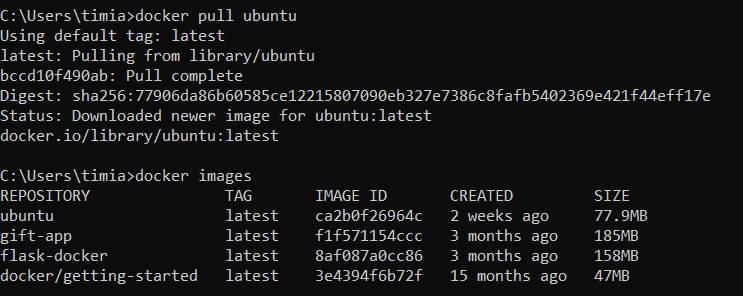 C:\Users\timia>docker pull ubuntu
Using default tag: latest
latest: Pulling from library/ubuntu
bccd10f490ab: Pull complete
Digest: sha256:77906da86b60585ce12215807090eb327e7386c8fafb5402369e421f44eff17e
Status: Downloaded newer image for ubuntu:latest
docker.io/library/ubuntu:latest
C:\Users\timia>docker images
REPOSITORY TAG IMAGE ID CREATED SIZE
ubuntu latest ca2b0f26964c 2 weeks ago 77.9MB
gift-app latest f1f571154ccc 3 months ago 185MB
flask-docker latest 8af087a0cc86 3 months ago 158MB
docker/getting-started latest 3e4394f6b72f 15 months ago 47MB